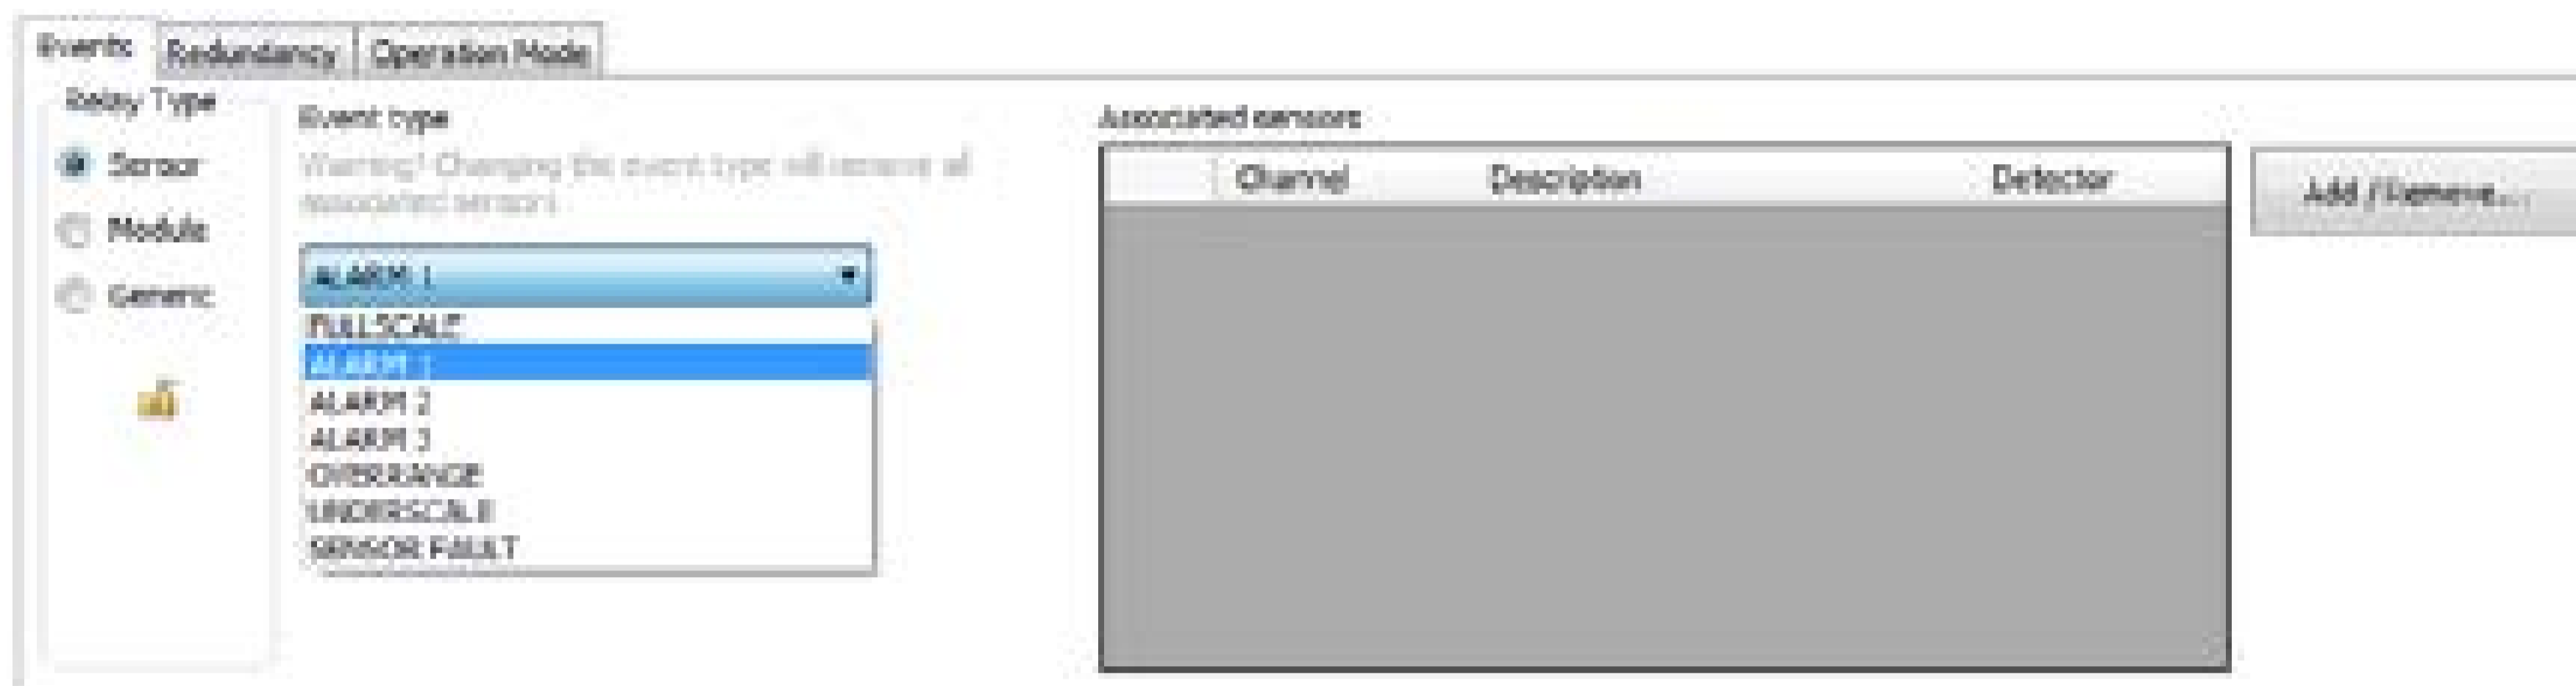 Events Redundancy Operation Mode
Relay Type
Sensor
Module
Generic
Event type
Warning! Changing the event type will remove all
associated sensors
ALARM 1
FULLSCALE
ALARM 1
ALARM 2
ALARM 3
OVERRANGE
UNDERSCALE
SENSOR FAULT
Associated sensors
Channel Description Detector
Add / Remove...